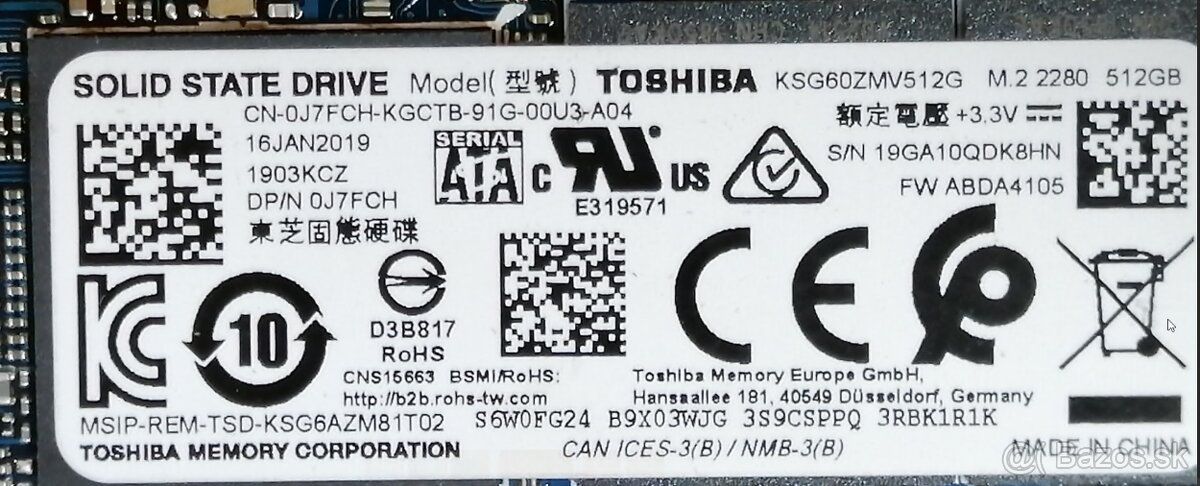 SOLID STATE DRIVE Model(型號) TOSHIBA KSG60ZMV512G M.2 2280 512GB
CN-0J7FCH-KGCTB-91G-00U3-A04
額定電壓 +3.3V
16JAN2019
SERIAL
ATA
C RU US
S/N 19GA10QDK8HN
1903KCZ
FW ABDA4105
DP/N 0J7FCH
E319571
東芝固態硬碟
KC
10
D3B817
RoHS
CE
CNS15663 BSMI/RoHS:
http://b2b.rohs-tw.com
Toshiba Memory Europe GmbH,
Hansaallee 181, 40549 Düsseldorf, Germany
MSIP-REM-TSD-KSG6AZM81T02 S6W0FG24 B9X03WJG 3S9CSPPQ 3RBK1R1K
TOSHIBA MEMORY CORPORATION CAN ICES-3(B) / NMB-3(B) MADE IN CHINA
Bazos.sk